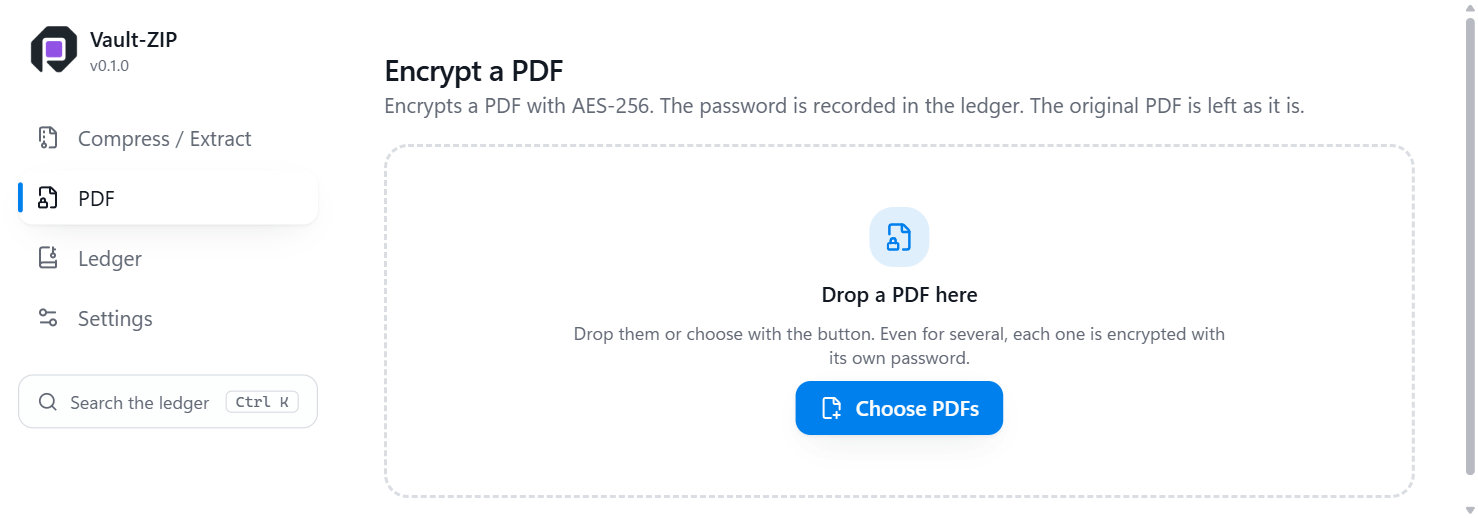 Vault-ZIP
v0.1.0
Compress / Extract
PDF
Ledger
Settings
Search the ledger Ctrl K
Encrypt a PDF
Encrypts a PDF with AES-256. The password is recorded in the ledger. The original PDF is left as it is.
Drop a PDF here
Drop them or choose with the button. Even for several, each one is encrypted with
its own password.
Choose PDFs